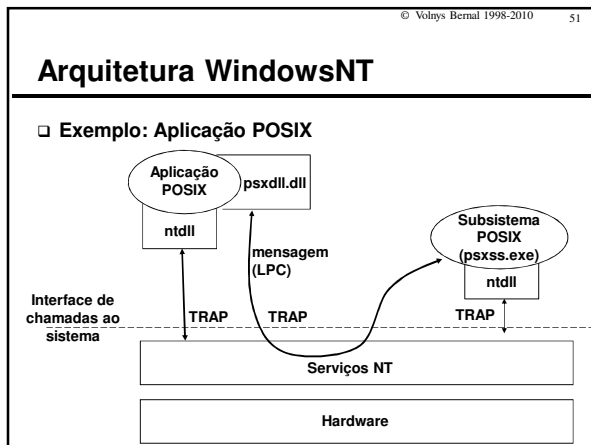 © Volnys Bernal 1998-2010 51
Arquitetura WindowsNT
❑ Exemplo: Aplicação POSIX
Aplicação
POSIX
psxdll.dll
ntdll
mensagem
(LPC)
Subsistema
POSIX
(psxss.exe)
ntdll
Interface de
chamadas ao
sistema
TRAP
TRAP
TRAP
Serviços NT
Hardware